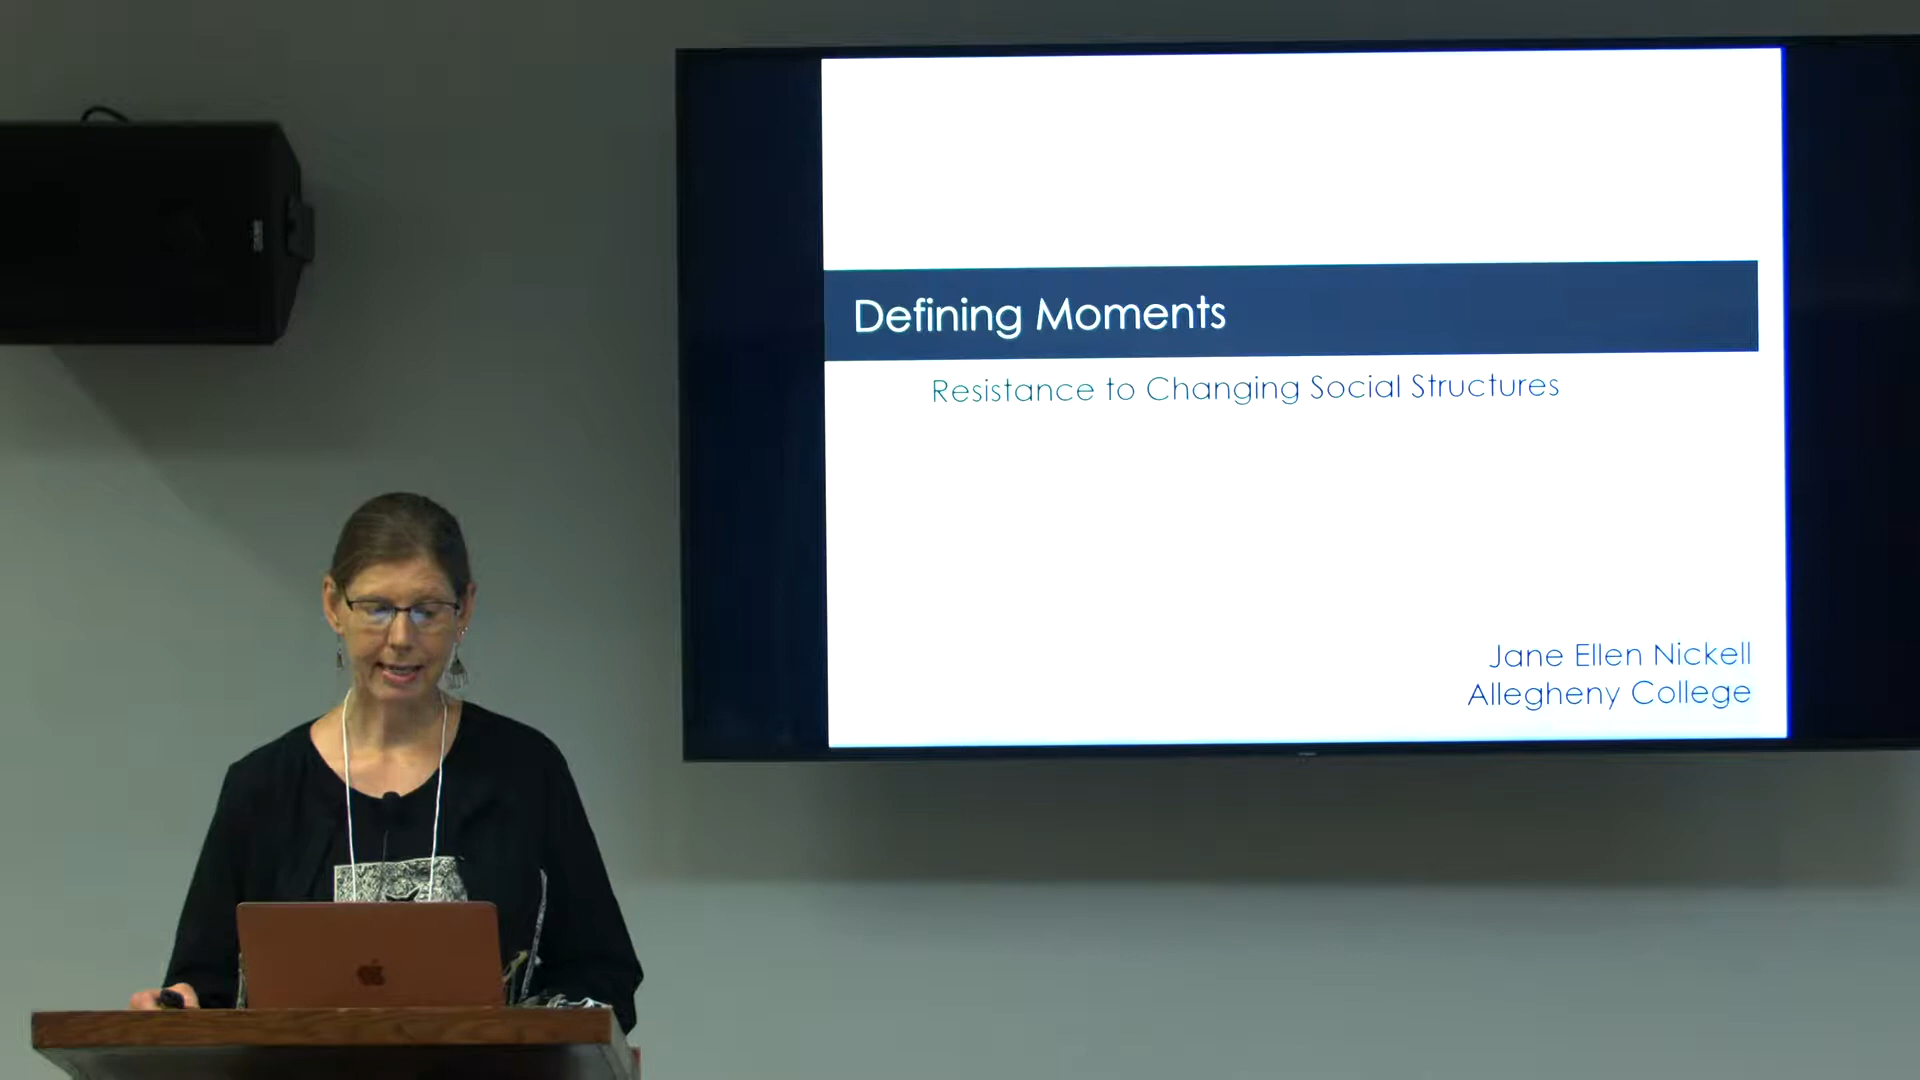 Defining Moments
Resistance to Changing Social Structures
Jane Ellen Nickell
Allegheny College